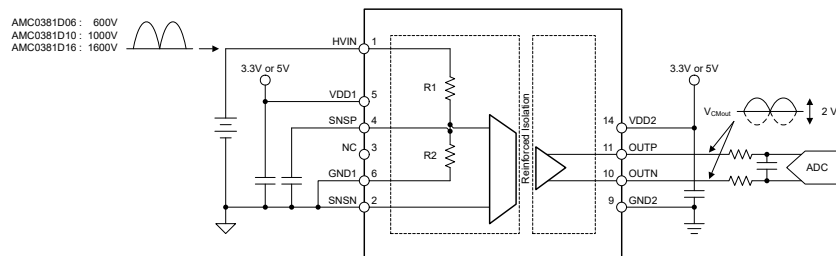 AMC0381D06 : 600V
AMC0381D10 : 1000V
AMC0381D16 : 1600V
HVIN
1
3.3V or 5V
VDD1
5
SNSP
4
NC
3
GND1
6
SNSN
2
R1
R2
Reinforced Isolation
3.3V or 5V
14
VDD2
11
OUTP
10
OUTN
9
GND2
VCMout
2 V
ADC